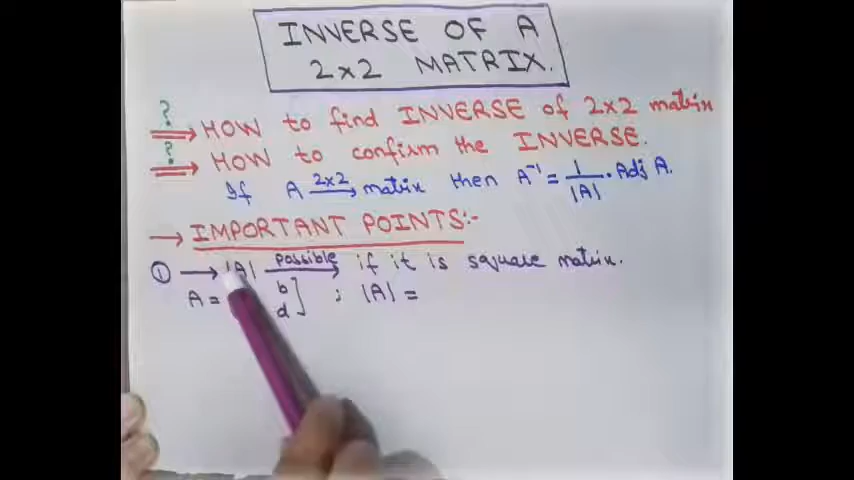 INVERSE OF A
2x2 MATRIX.
?
⟹ HOW to find INVERSE of 2x2 matrix
?
⟹ HOW to confirm the INVERSE.
If A 2x2→ matrix then A⁻¹ = 1/|A| · Adj A.
→ IMPORTANT POINTS:-
① → |A| possible→ if it is square matrix.
A = b ] ; |A| =
d